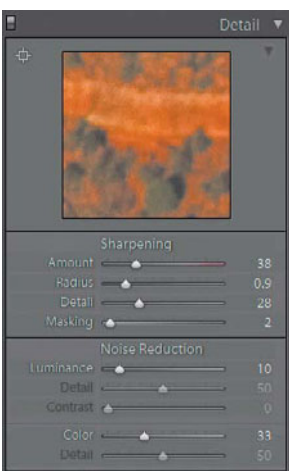 Detail
Sharpening
Amount 38
Radius 0.9
Detail 28
Masking 2
Noise Reduction
Luminance 10
Detail 50
Contrast 0
Color 33
Detail 50